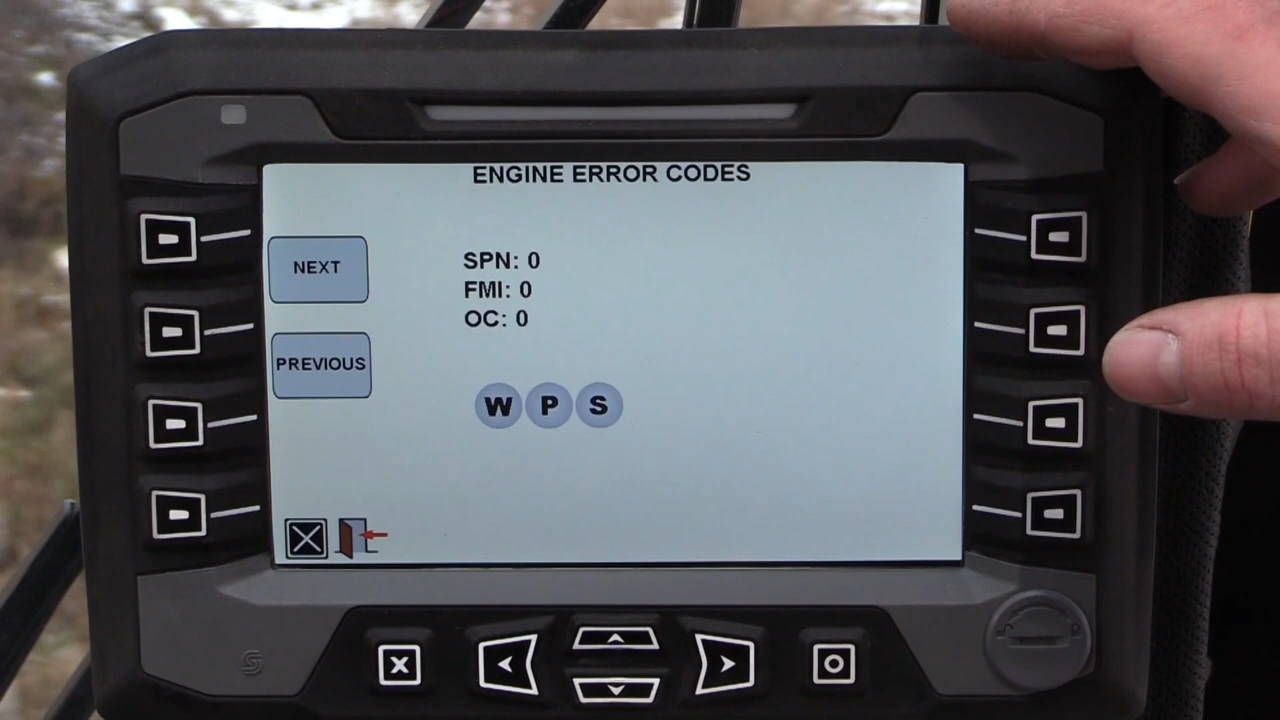 ENGINE ERROR CODES
NEXT
SPN: 0
FMI: 0
OC: 0
PREVIOUS
W P S